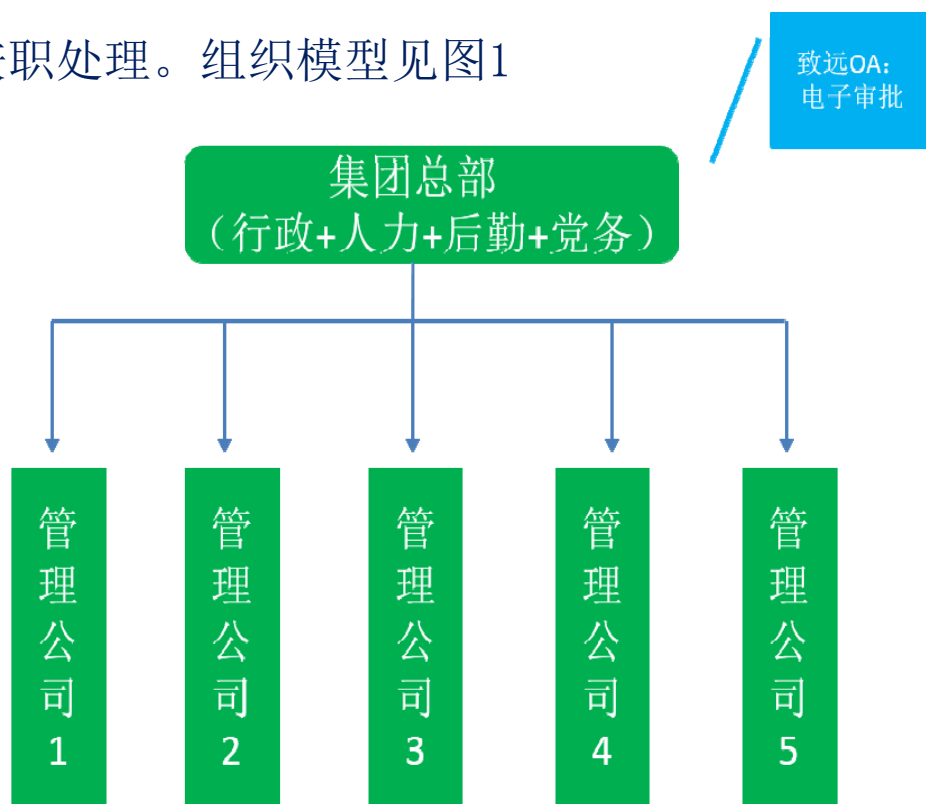 职处理。组织模型见图1
致远OA:
电子审批
集团总部
（行政+人力+后勤+党务）
管理公司1
管理公司2
管理公司3
管理公司4
管理公司5